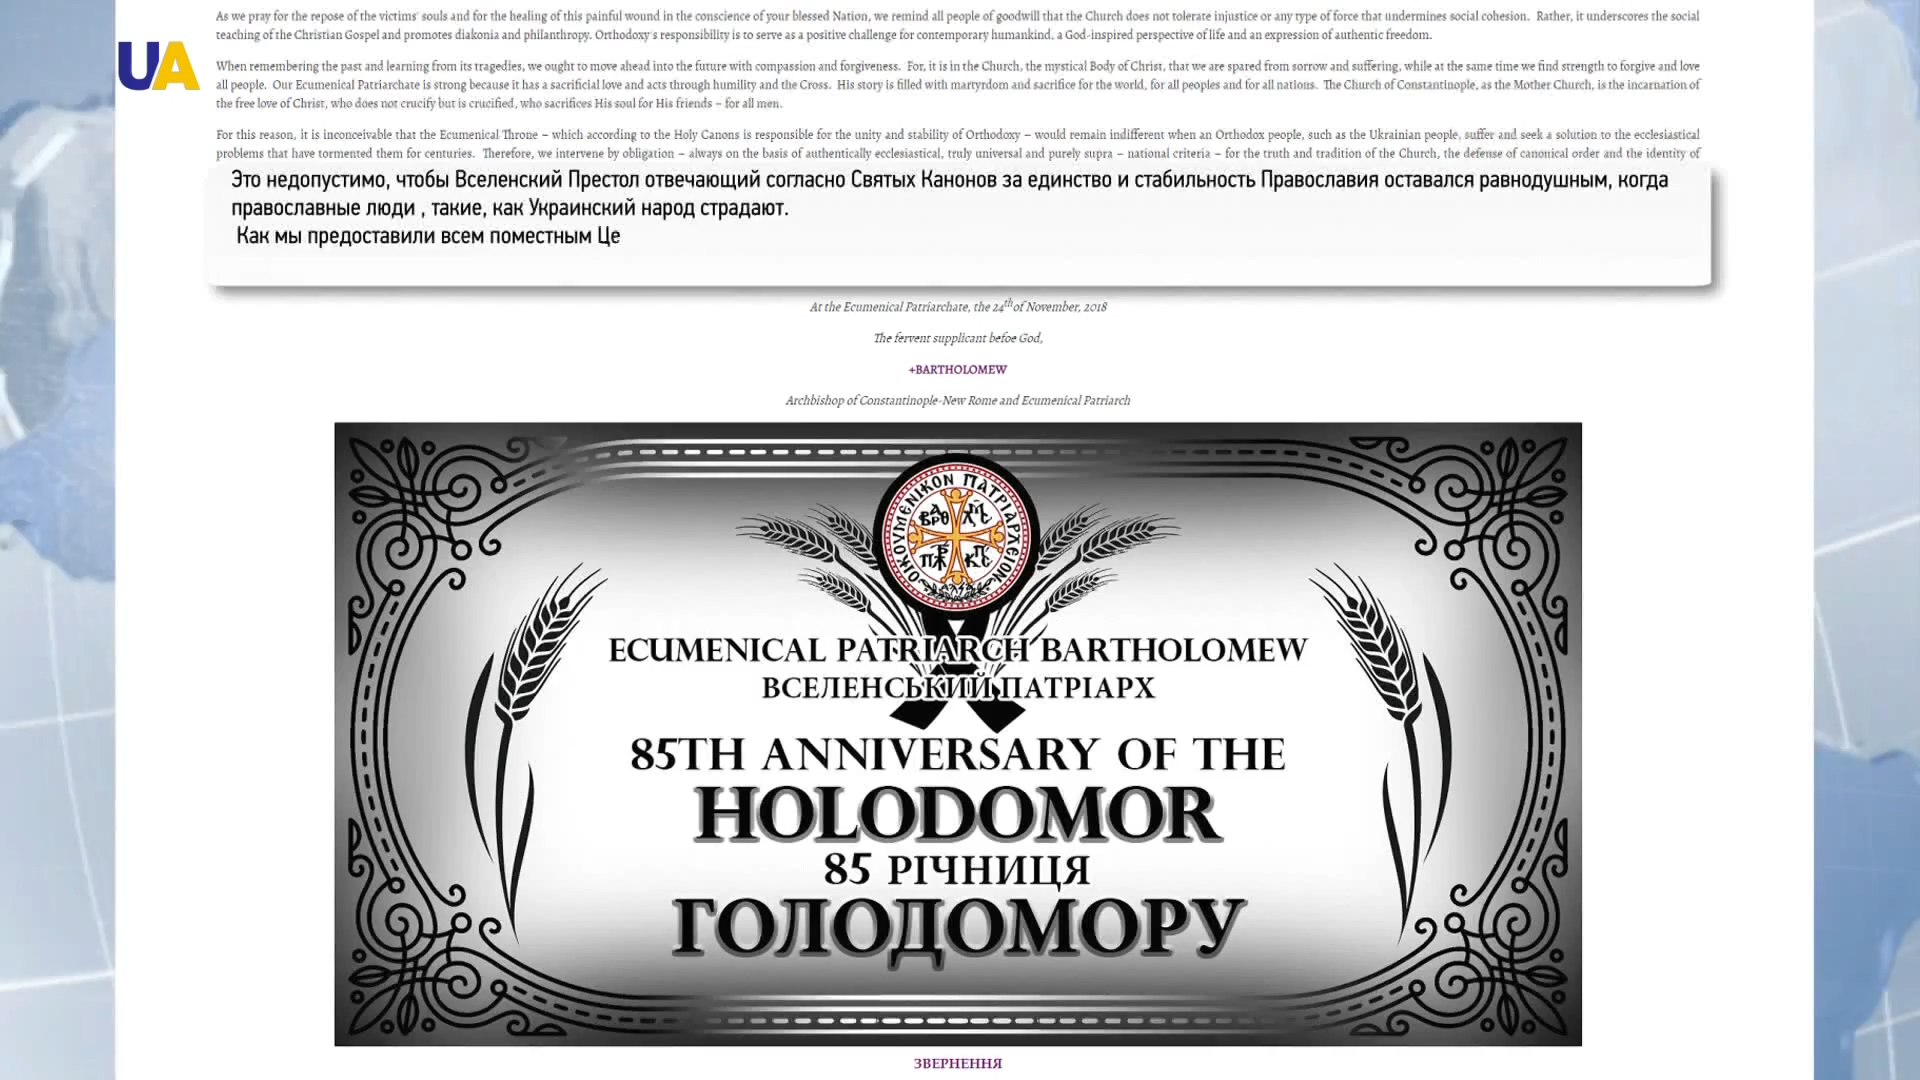 As we pray for the repose of the victims' souls and for the healing of this painful wound in the conscience of your blessed Nation, we remind all people of goodwill that the Church does not tolerate injustice or any type of force that undermines social cohesion. Rather, it underscores the social
teaching of the Christian Gospel and promotes diakonia and philanthropy. Orthodoxy's responsibility is to serve as a positive challenge for contemporary humankind, a God-inspired perspective of life and an expression of authentic freedom.
UA
When remembering the past and learning from its tragedies, we ought to move ahead into the future with compassion and forgiveness. For, it is in the Church, the mystical Body of Christ, that we are spared from sorrow and suffering, while at the same time we find strength to forgive and love
all people. Our Ecumenical Patriarchate is strong because it has a sacrificial love and acts through humility and the Cross. His story is filled with martyrdom and sacrifice for the world, for all peoples and for all nations. The Church of Constantinople, as the Mother Church, is the incarnation of
the free love of Christ, who does not crucify but is crucified, who sacrifices His soul for His friends – for all men.
For this reason, it is inconceivable that the Ecumenical Throne – which according to the Holy Canons is responsible for the unity and stability of Orthodoxy – would remain indifferent when an Orthodox people, such as the Ukrainian people, suffer and seek a solution to the ecclesiastical
problems that have tormented them for centuries. Therefore, we intervene by obligation – always on the basis of authentically ecclesiastical, truly universal and purely supra – national criteria – for the truth and tradition of the Church, the defense of canonical order and the identity of
Это недопустимо, чтобы Вселенский Престол отвечающий согласно Святых Канонов за единство и стабильность Православия оставался равнодушным, когда
православные люди , такие, как Украинский народ страдают.
Как мы предоставили всем поместным Це
At the Ecumenical Patriarchate, the 24th of November, 2018
The fervent supplicant befoe God,
+BARTHOLOMEW
Archbishop of Constantinople-New Rome and Ecumenical Patriarch
ΟΙΚΟΥΜΕΝΙΚΟΝ ΠΑΤΡΙΑΡΧΕΙΟΝ
ECUMENICAL PATRIARCH BARTHOLOMEW
ВСЕЛЕНСЬКИЙ ПАТРІАРХ
85TH ANNIVERSARY OF THE
HOLODOMOR
85 РІЧНИЦЯ
ГОЛОДОМОРУ
ЗВЕРНЕННЯ